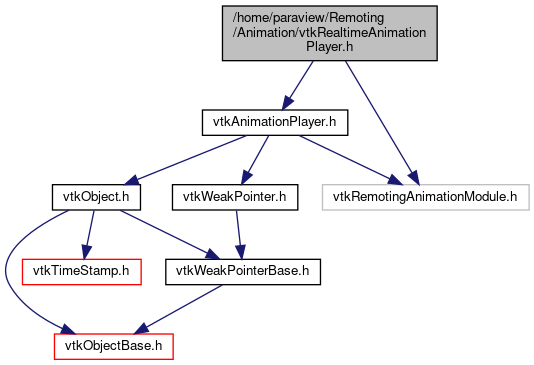 /home/paraview/Remoting
/Animation/vtkRealtimeAnimation
Player.h
vtkAnimationPlayer.h
vtkObject.h
vtkWeakPointer.h
vtkRemotingAnimationModule.h
vtkTimeStamp.h
vtkWeakPointerBase.h
vtkObjectBase.h